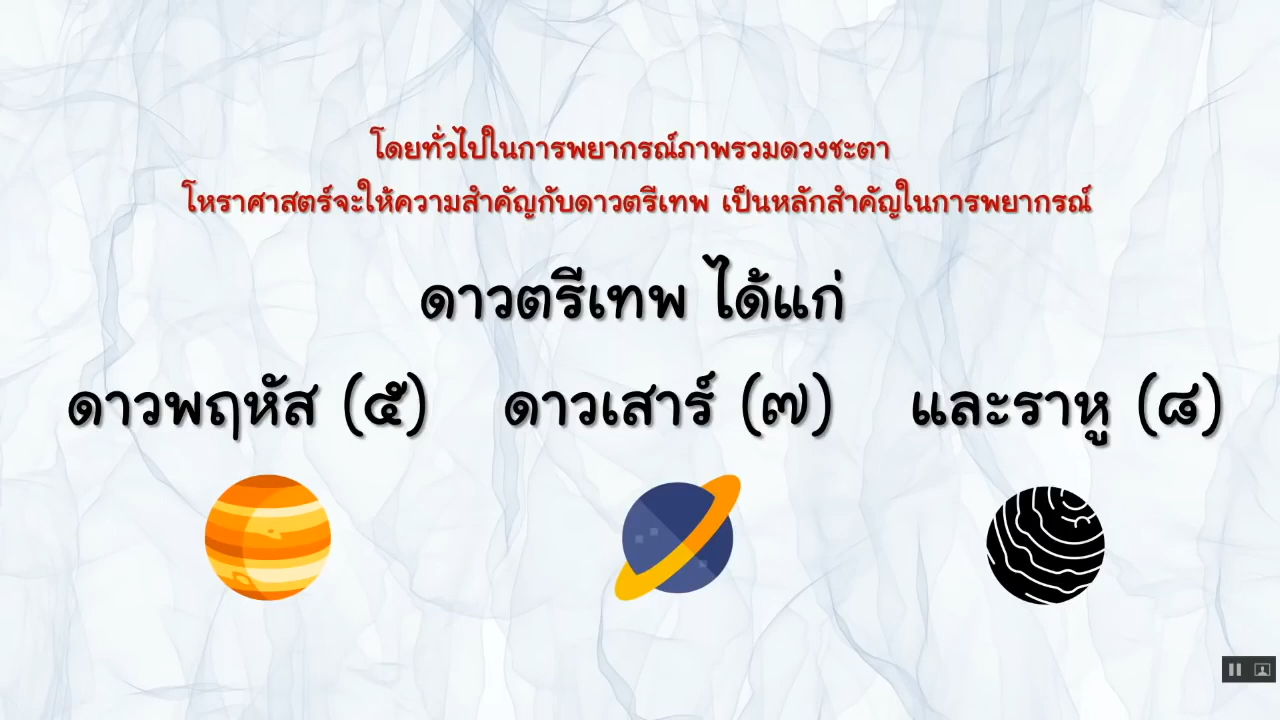 โดยทั่วไปในการพยากรณ์ภาพรวมดวงชะตา
โหราศาสตร์จะให้ความสำคัญกับดาวตรีเทพ เป็นหลักสำคัญในการพยากรณ์
ดาวตรีเทพ ได้แก่
ดาวพฤหัส (๕) ดาวเสาร์ (๗) และราหู (๘)